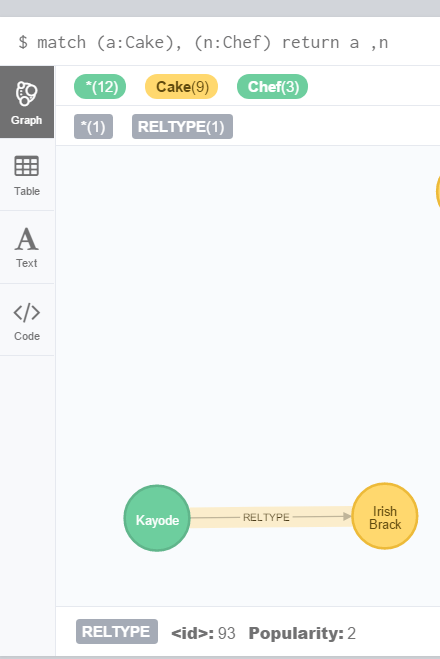 $ match (a:Cake), (n:Chef) return a ,n
*(12) Cake(9) Chef(3)
Graph
*(1) RELTYPE(1)
Table
A
Text
</>
Code
Kayode RELTYPE Irish
Brack
RELTYPE <id>: 93 Popularity: 2